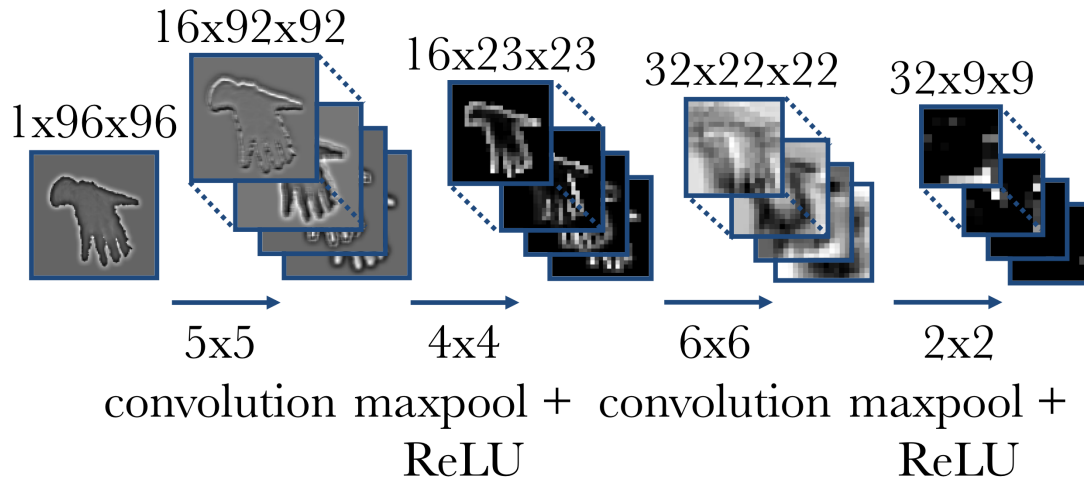 16x92x92
16x23x23
32x22x22
32x9x9
1x96x96
5x5
4x4
6x6
2x2
convolution
maxpool +
convolution
maxpool +
ReLU
ReLU